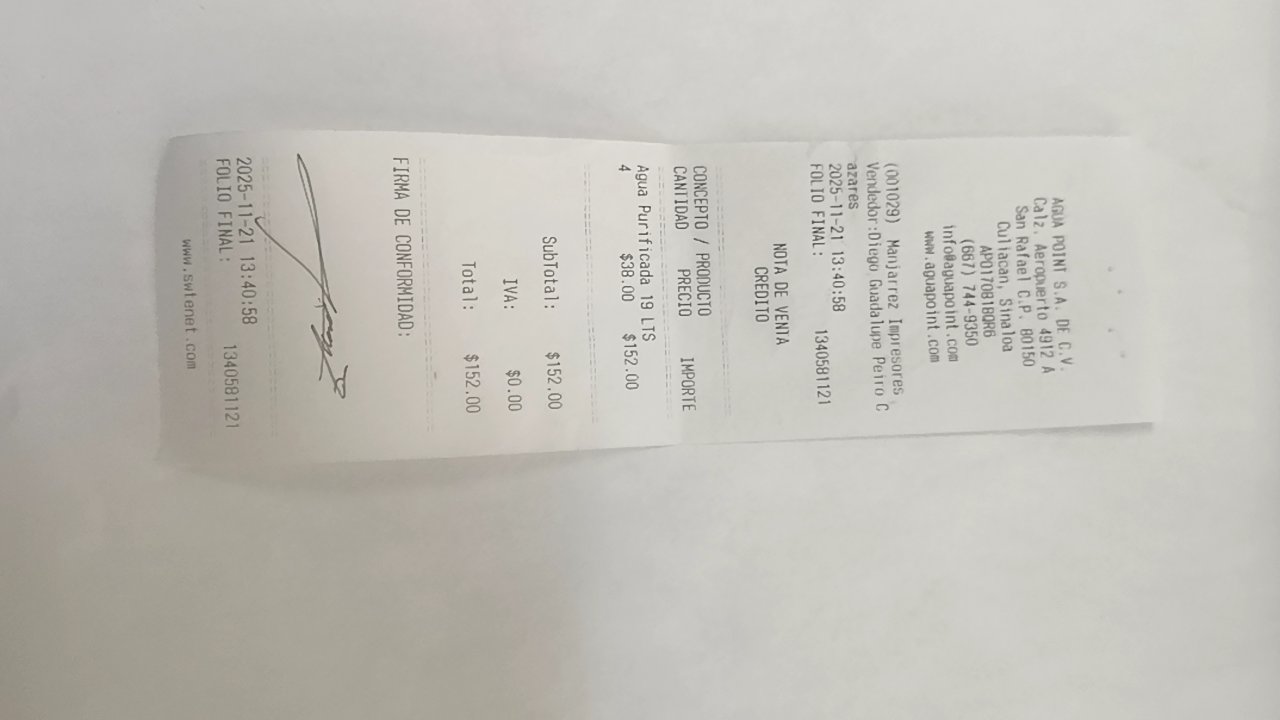 AGUA POINT S.A. DE C.V.
Calz. Aeropuerto 4912 A
San Rafael C.P. 80150
Culiacan, Sinaloa
APO170818QR6
(667) 744-9350
info@aguapoint.com
www.aguapoint.com
(001029) Manjarrez Impresores
Vendedor:Diego Guadalupe Peiro C
azares
2025-11-21 13:40:58
FOLIO FINAL: 1340581121
NOTA DE VENTA
CREDITO
CONCEPTO / PRODUCTO
CANTIDAD PRECIO IMPORTE
Agua Purificada 19 LTS
4 $38.00 $152.00
SubTotal: $152.00
IVA: $0.00
Total: $152.00
FIRMA DE CONFORMIDAD:
2025-11-21 13:40:58
FOLIO FINAL: 1340581121
www.swtenet.com